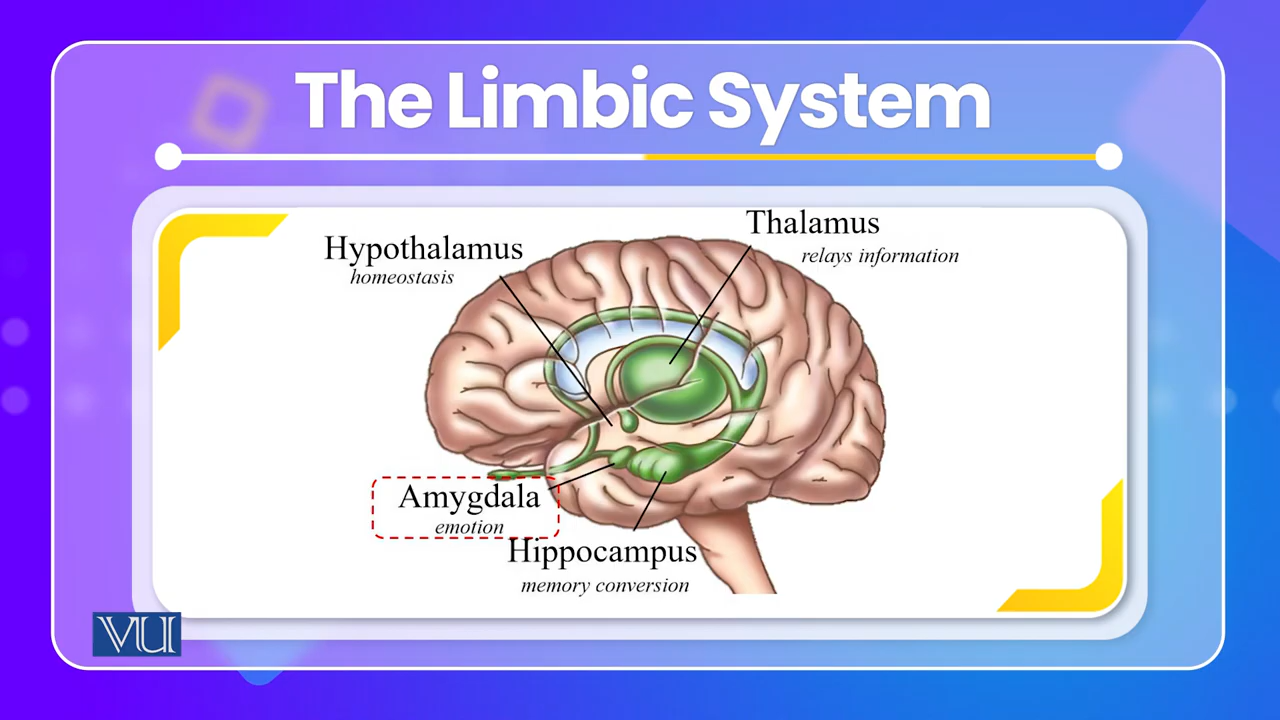 The Limbic System
Thalamus
relays information
Hypothalamus
homeostasis
Amygdala
emotion
Hippocampus
memory conversion
VU